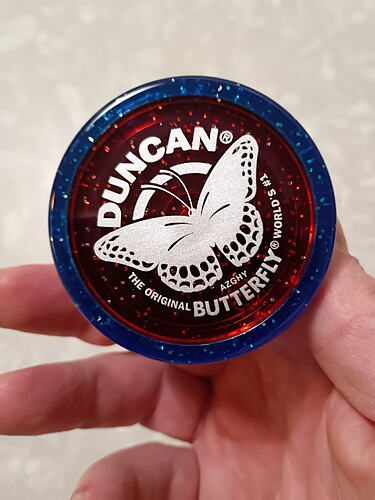 DUNCAN®
THE ORIGINAL
AZGHY
BUTTERFLY®
WORLD'S #1